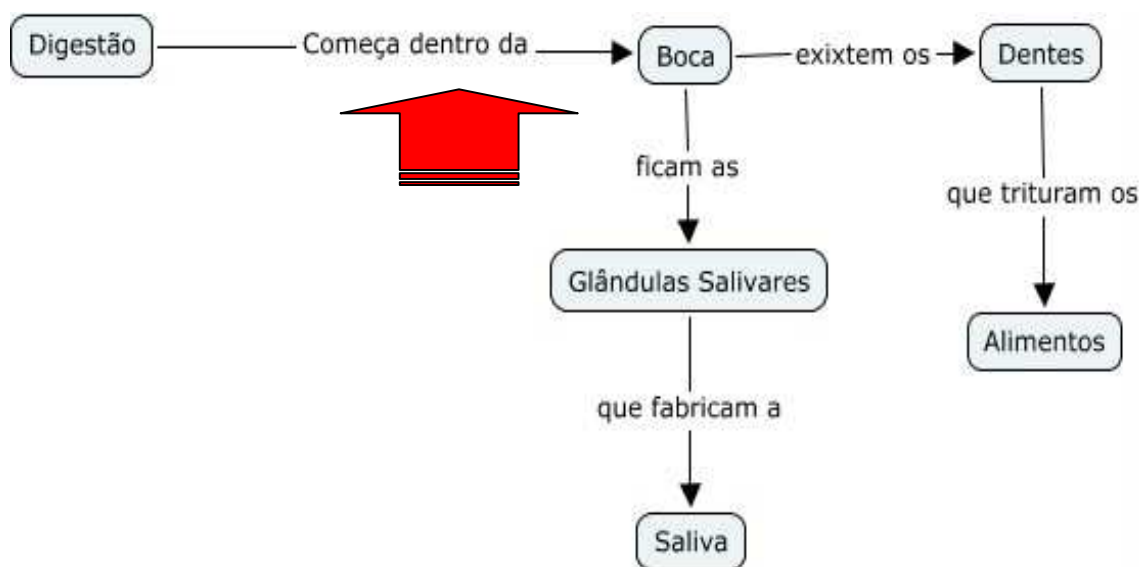 Digestão
Começa dentro da
Boca
exixtem os
Dentes
ficam as
que trituram os
Glândulas Salivares
Alimentos
que fabricam a
Saliva